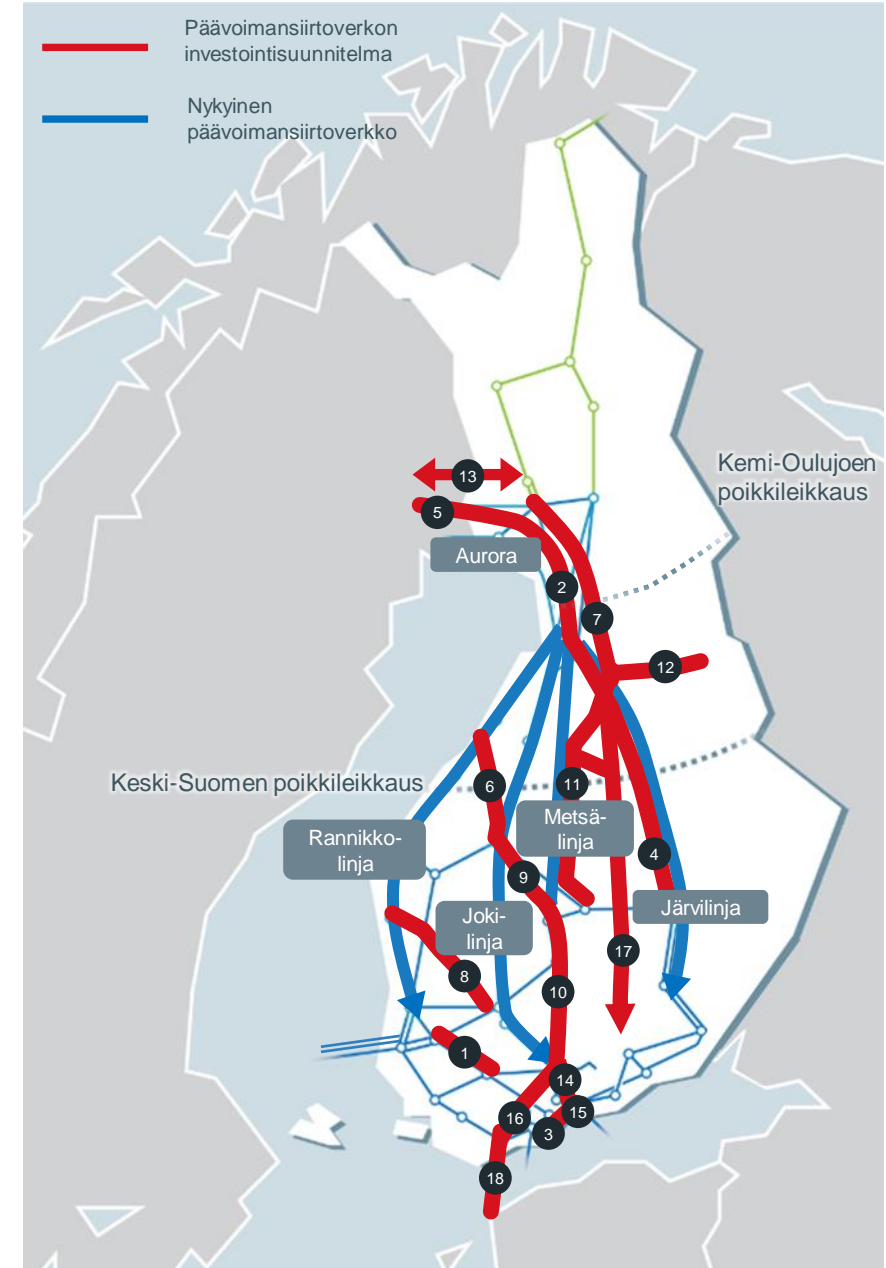 Päävoimansiirtoverkon
investointisuunnitelma
Nykyinen
päävoimansiirtoverkko
Kemi-Oulujoen
poikkileikkaus
13
5
Aurora
2
7
12
Keski-Suomen poikkileikkaus
6
11
Metsä-
linja
Rannikko-
linja
4
9
Järvilinja
Joki-
linja
17
8
10
1
14
15
16
3
18